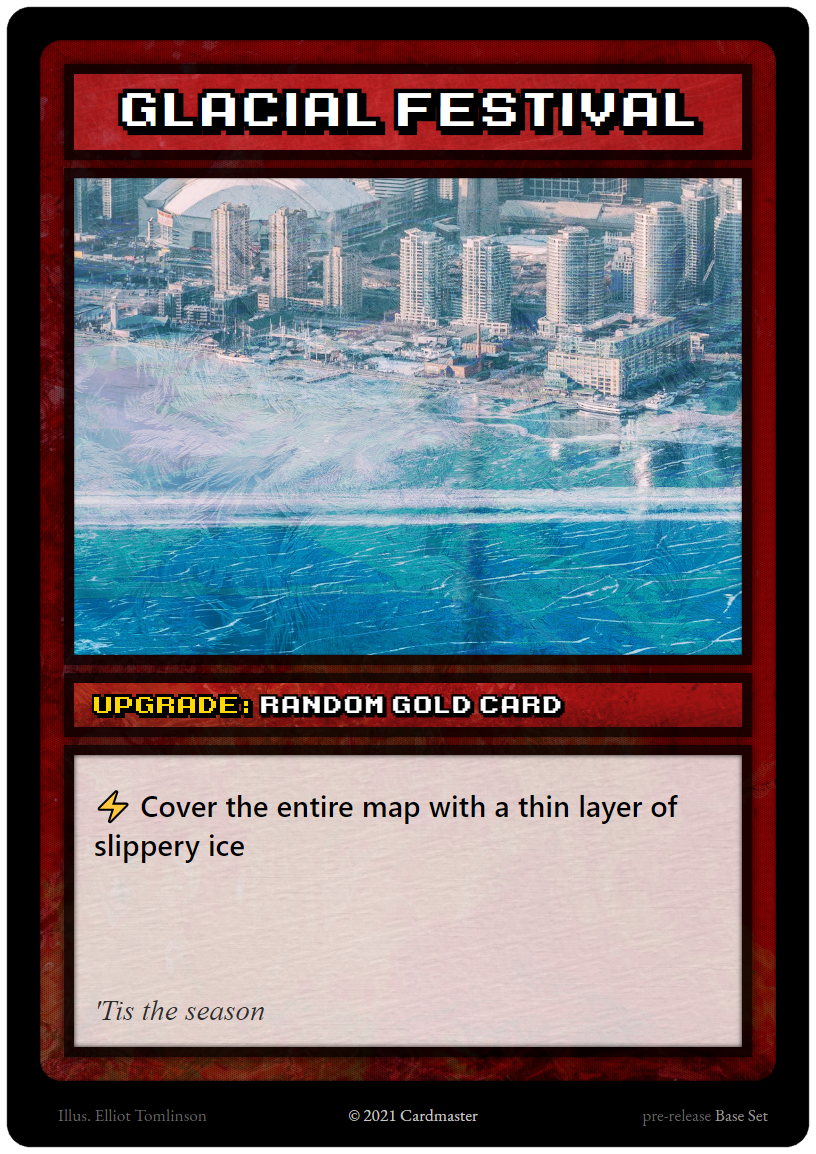 GLACIAL FESTIVAL
UPGRADE: RANDOM GOLD CARD
⚡ Cover the entire map with a thin layer of
slippery ice
'Tis the season
Illus. Elliot Tomlinson © 2021 Cardmaster pre-release Base Set